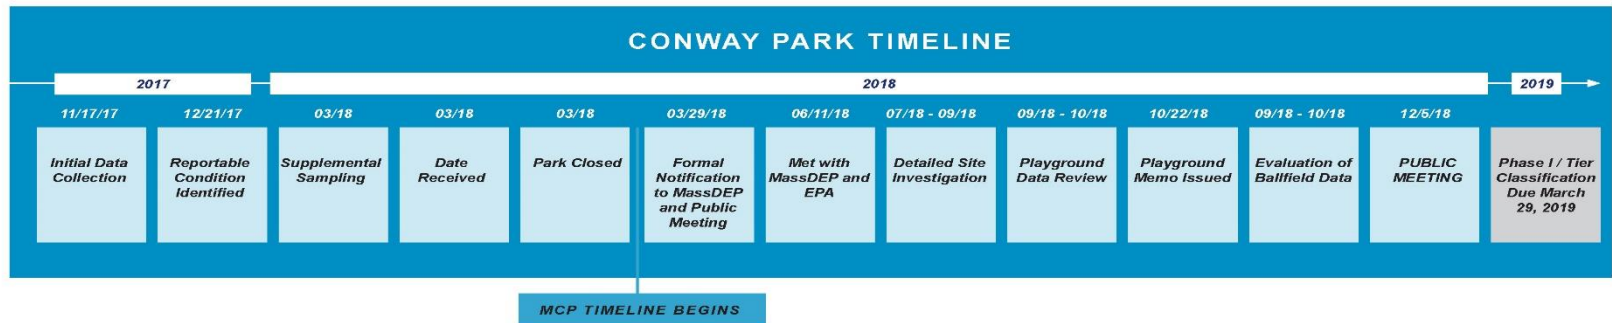 CONWAY PARK TIMELINE
2017
2018
2019
11/17/17
12/21/17
03/18
03/18
03/18
03/29/18
06/11/18
07/18 - 09/18
09/18 - 10/18
10/22/18
09/18 - 10/18
12/5/18
Initial Data
Collection
Reportable
Condition
Identified
Supplemental
Sampling
Date
Received
Park Closed
Formal
Notification
to MassDEP
and Public
Meeting
Met with
MassDEP and
EPA
Detailed Site
Investigation
Playground
Data Review
Playground
Memo Issued
Evaluation of
Ballfield Data
PUBLIC
MEETING
Phase I / Tier
Classification
Due March
29, 2019
MCP TIMELINE BEGINS